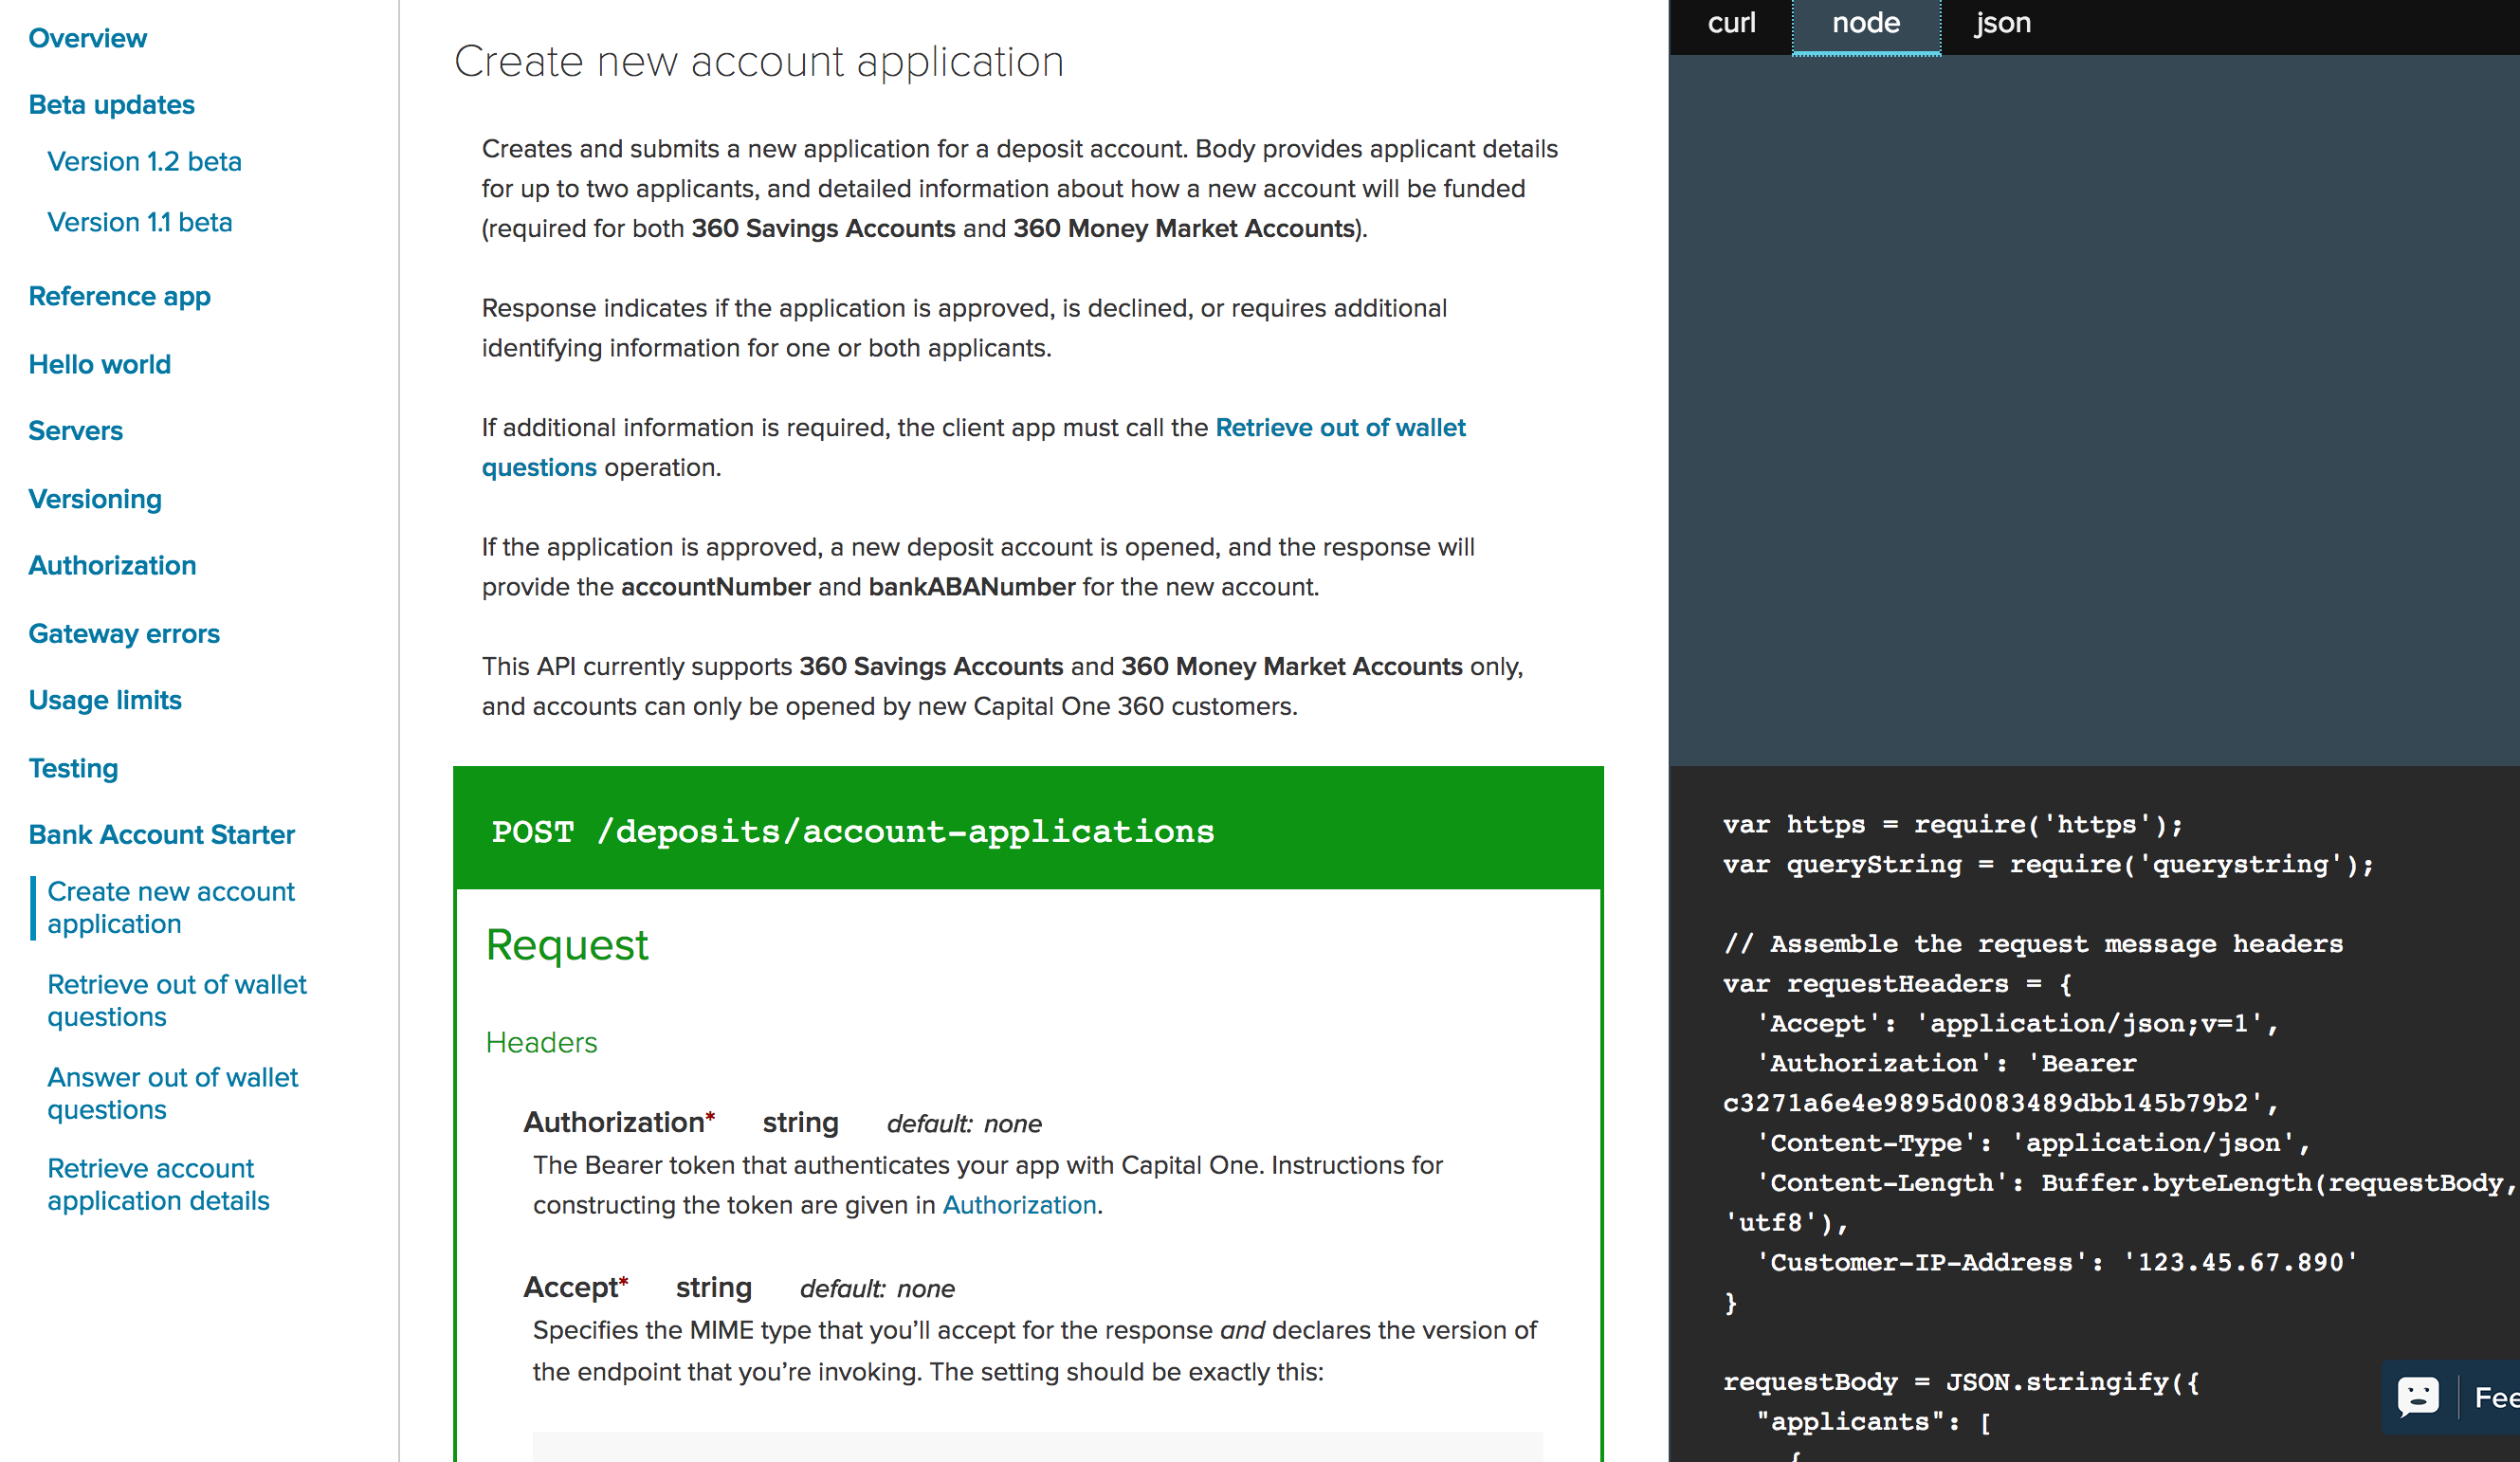 Overview
Beta updates
Version 1.2 beta
Version 1.1 beta
Reference app
Hello world
Servers
Versioning
Authorization
Gateway errors
Usage limits
Testing
Bank Account Starter
Create new account
application
Retrieve out of wallet
questions
Answer out of wallet
questions
Retrieve account
application details
Create new account application
Creates and submits a new application for a deposit account. Body provides applicant details
for up to two applicants, and detailed information about how a new account will be funded
(required for both 360 Savings Accounts and 360 Money Market Accounts).
Response indicates if the application is approved, is declined, or requires additional
identifying information for one or both applicants.
If additional information is required, the client app must call the Retrieve out of wallet
questions operation.
If the application is approved, a new deposit account is opened, and the response will
provide the accountNumber and bankABANumber for the new account.
This API currently supports 360 Savings Accounts and 360 Money Market Accounts only,
and accounts can only be opened by new Capital One 360 customers.
POST /deposits/account-applications
Request
Headers
Authorization* string default: none
The Bearer token that authenticates your app with Capital One. Instructions for
constructing the token are given in Authorization.
Accept* string default: none
Specifies the MIME type that you’ll accept for the response and declares the version of
the endpoint that you’re invoking. The setting should be exactly this:
curl node json
var https = require('https');
var queryString = require('querystring');
// Assemble the request message headers
var requestHeaders = {
'Accept': 'application/json;v=1',
'Authorization': 'Bearer
c3271a6e4e9895d0083489dbb145b79b2',
'Content-Type': 'application/json',
'Content-Length': Buffer.byteLength(requestBody,
'utf8'),
'Customer-IP-Address': '123.45.67.890'
}
requestBody = JSON.stringify({
"applicants": [
{